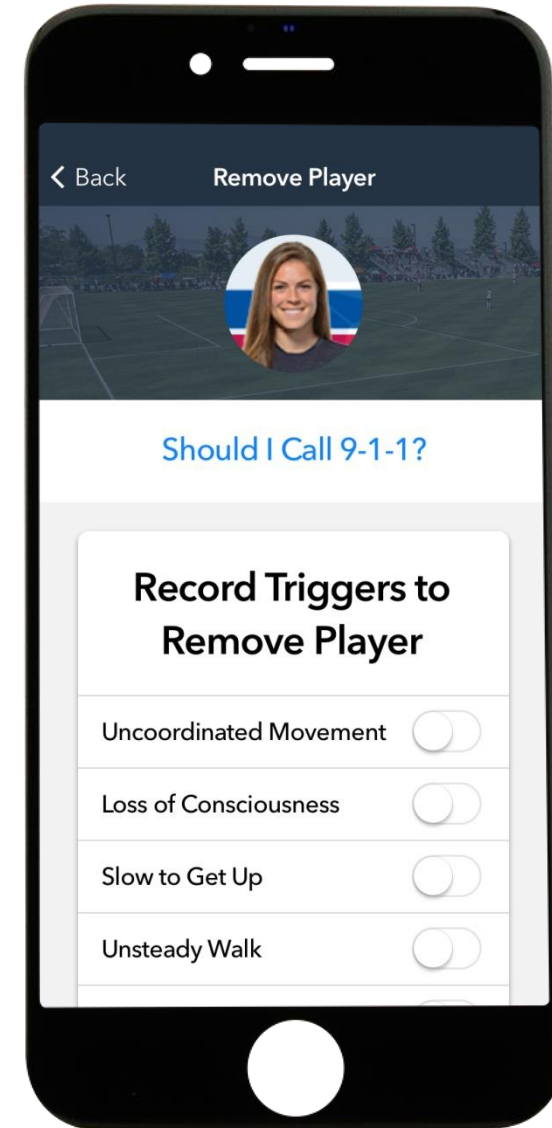 Back
Remove Player
Should I Call 9-1-1?
Record Triggers to
Remove Player
Uncoordinated Movement
Loss of Consciousness
Slow to Get Up
Unsteady Walk